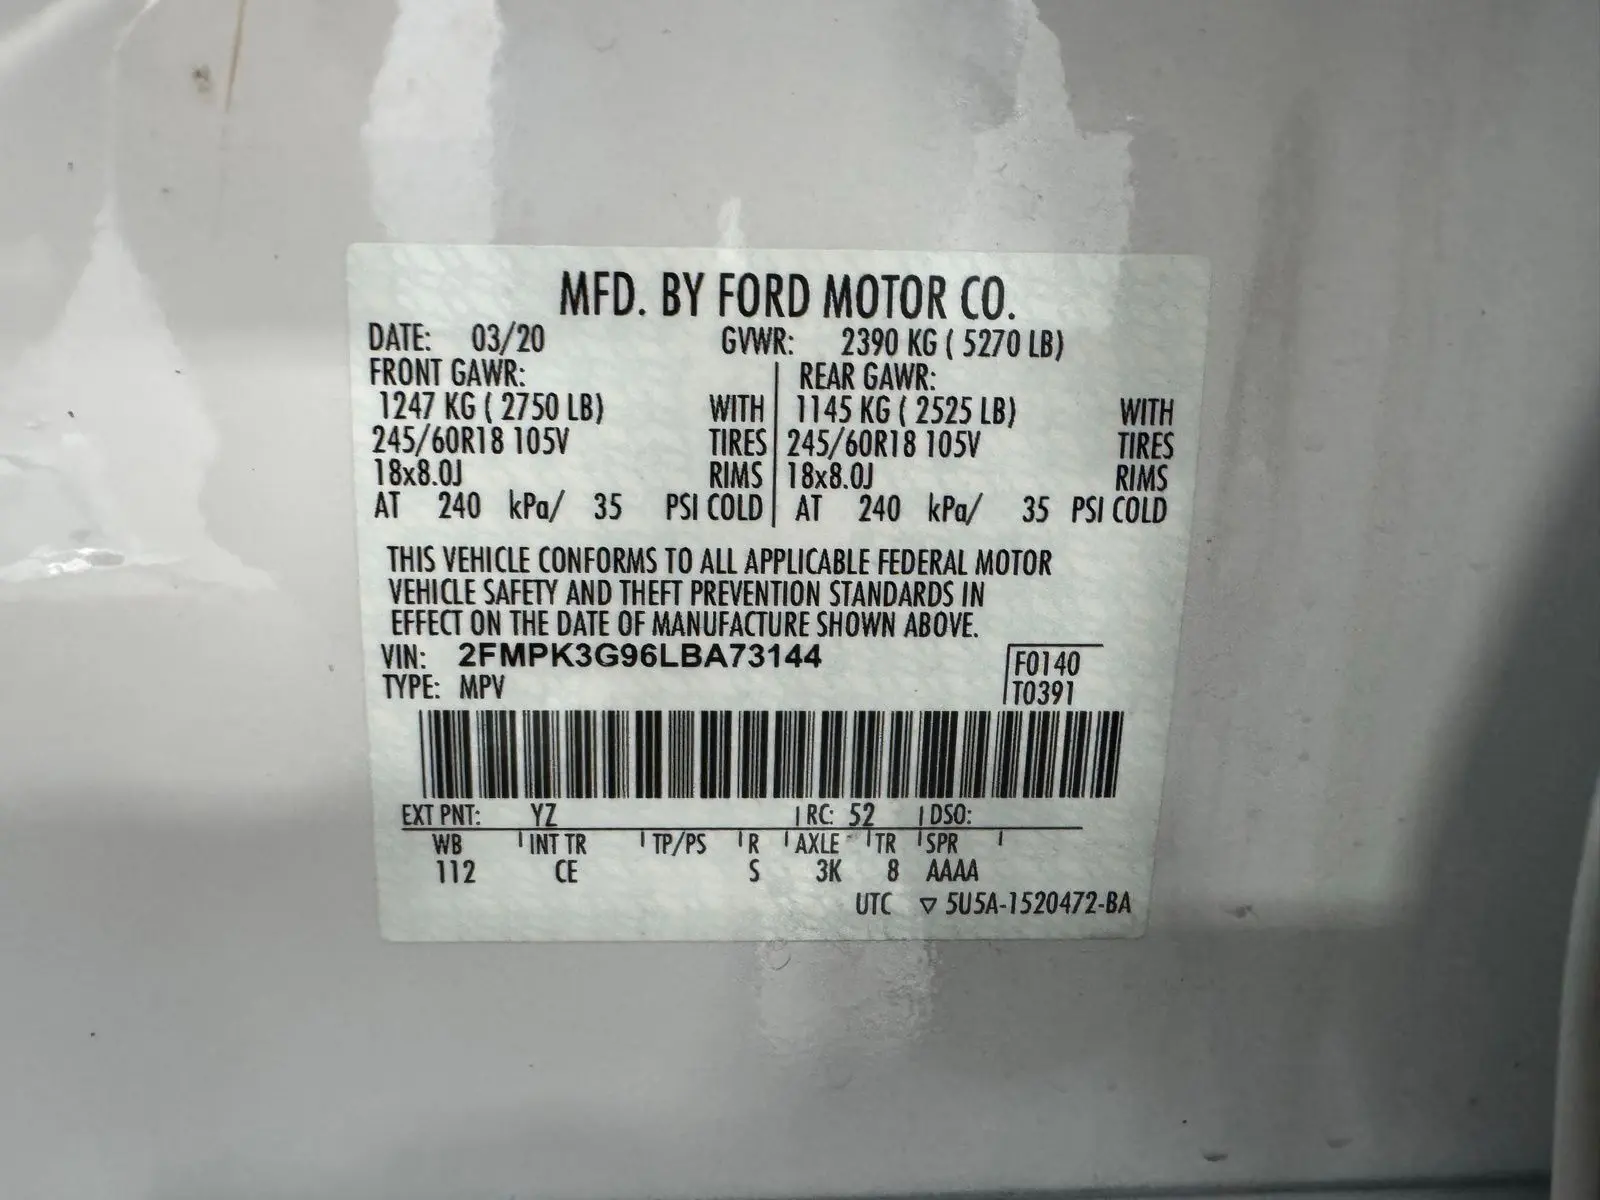 MFD. BY FORD MOTOR CO.
DATE: 03/20 GVWR: 2390 KG ( 5270 LB)
FRONT GAWR: REAR GAWR:
1247 KG ( 2750 LB) WITH 1145 KG ( 2525 LB) WITH
245/60R18 105V TIRES 245/60R18 105V TIRES
18x8.0J RIMS 18x8.0J RIMS
AT 240 kPa/ 35 PSI COLD AT 240 kPa/ 35 PSI COLD
THIS VEHICLE CONFORMS TO ALL APPLICABLE FEDERAL MOTOR
VEHICLE SAFETY AND THEFT PREVENTION STANDARDS IN
EFFECT ON THE DATE OF MANUFACTURE SHOWN ABOVE.
VIN: 2FMPK3G96LBA73144 F0140
TYPE: MPV T0391
EXT PNT: YZ RC: 52 DSO:
WB INT TR TP/PS R AXLE TR SPR
112 CE S 3K 8 AAAA
UTC ▽ 5U5A-1520472-BA